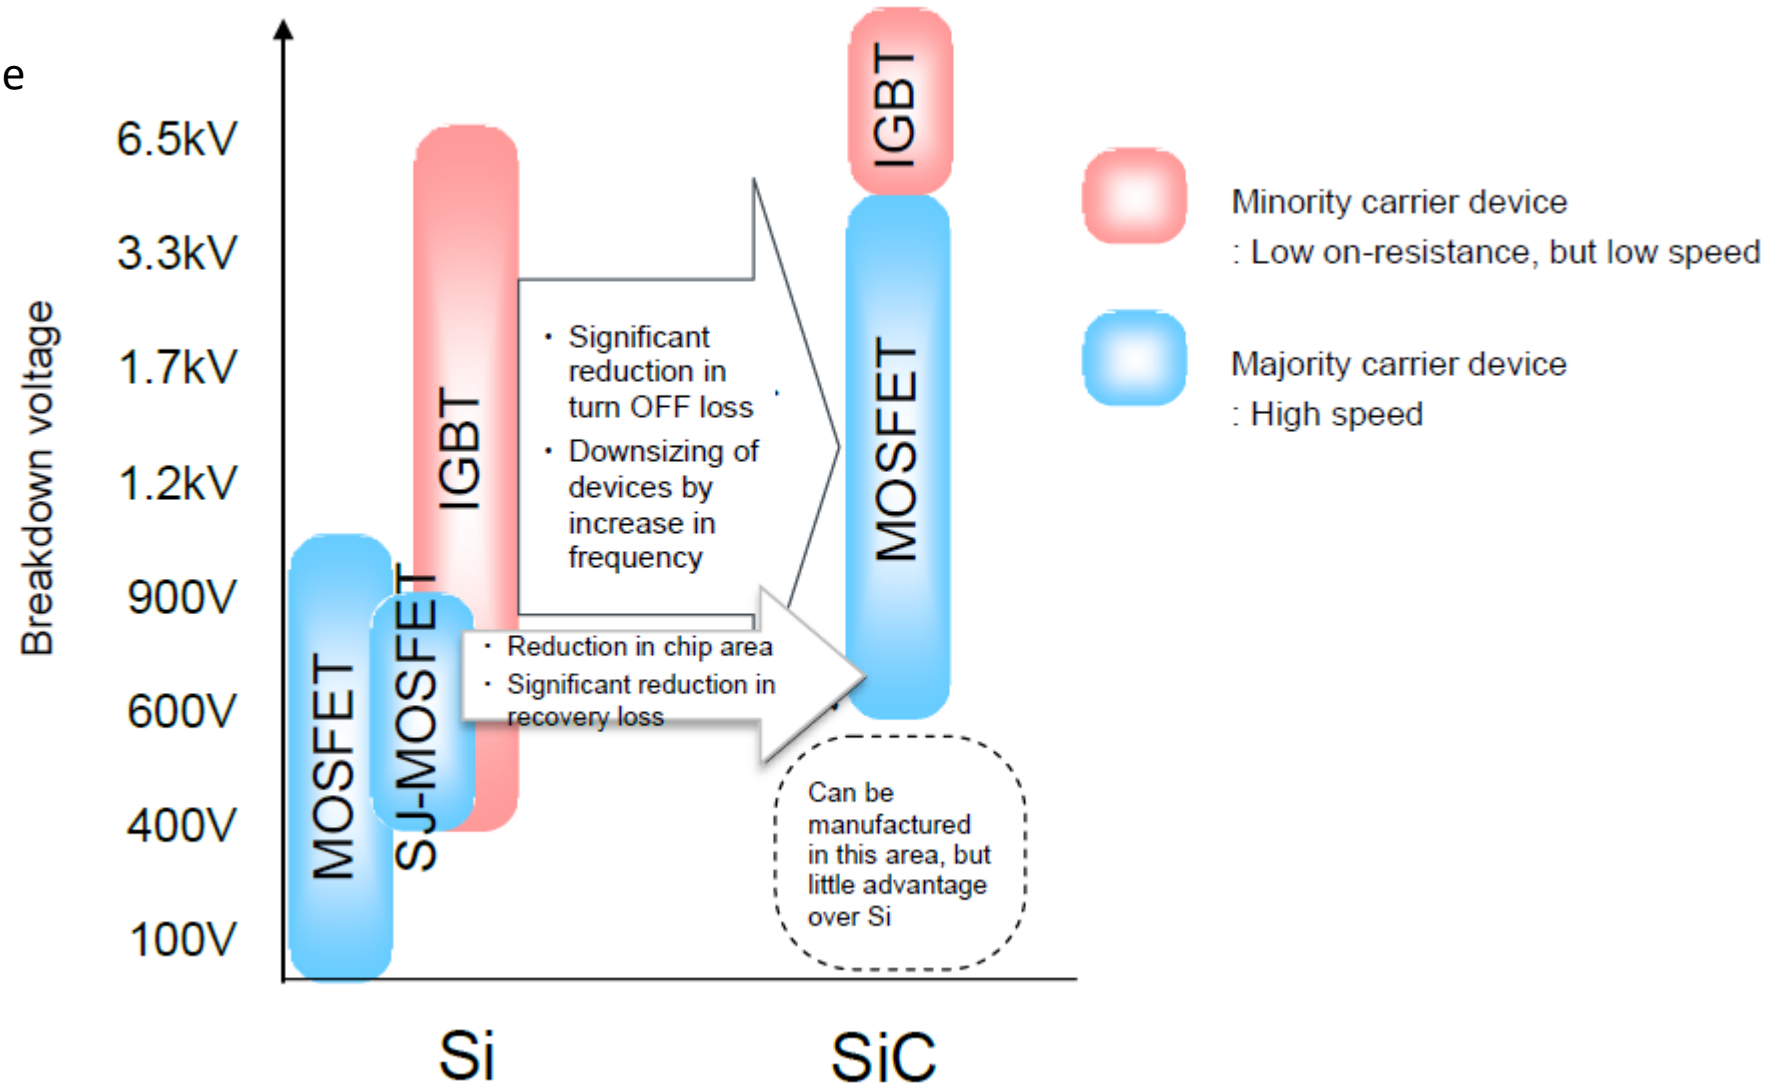 e
Breakdown voltage
6.5kV
3.3kV
1.7kV
1.2kV
900V
600V
400V
100V
MOSFET
SJ-MOSFET
IGBT
・ Significant
reduction in
turn OFF loss
・ Downsizing of
devices by
increase in
frequency
・ Reduction in chip area
・ Significant reduction in
recovery loss
IGBT
MOSFET
Can be
manufactured
in this area, but
little advantage
over Si
Si
SiC
Minority carrier device
: Low on-resistance, but low speed
Majority carrier device
: High speed